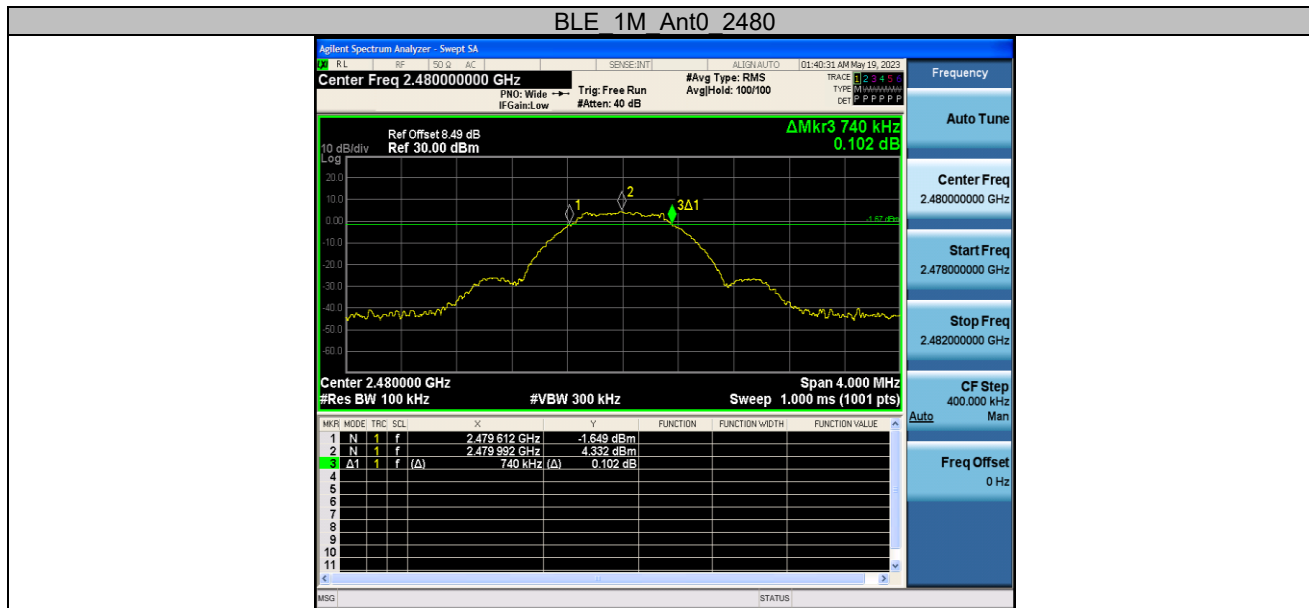 BLE_1M_Ant0_2480
Agilent Spectrum Analyzer - Swept SA
RL RF 50 Ω AC SENSE:INT ALIGN AUTO 01:40:31 AM May 19, 2023
Center Freq 2.480000000 GHz
PNO: Wide
IFGain:Low
Trig: Free Run
#Atten: 40 dB
#Avg Type: RMS
Avg|Hold: 100/100
TRACE 1 2 3 4 5 6
TYPE M
DET P P P P P P
Frequency
Auto Tune
Center Freq
2.480000000 GHz
Start Freq
2.478000000 GHz
Stop Freq
2.482000000 GHz
CF Step
400.000 kHz
Auto Man
Freq Offset
0 Hz
ΔMkr3 740 kHz
0.102 dB
Ref Offset 8.49 dB
10 dB/div Ref 30.00 dBm
Log
20.0
10.0
0.00
-10.0
-20.0
-30.0
-40.0
-50.0
-60.0
1
2
3Δ1
-1.67 dBm
Center 2.480000 GHz Span 4.000 MHz
#Res BW 100 kHz #VBW 300 kHz Sweep 1.000 ms (1001 pts)
MKR MODE TRC SCL X Y FUNCTION FUNCTION WIDTH FUNCTION VALUE
1 N 1 f 2.479 612 GHz -1.649 dBm
2 N 1 f 2.479 992 GHz 4.332 dBm
3 Δ1 1 f (Δ) 740 kHz (Δ) 0.102 dB
4
5
6
7
8
9
10
11
MSG STATUS